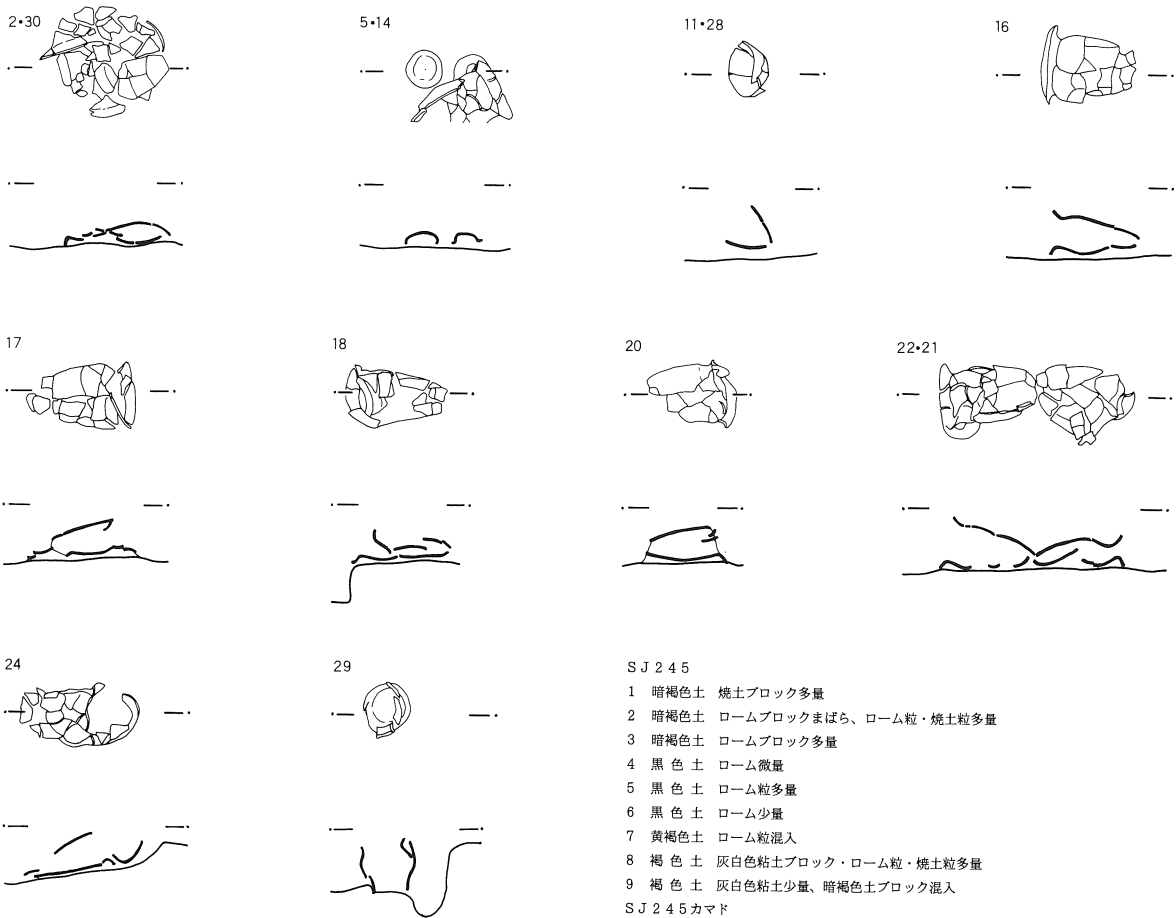 2•30
5•14
11•28
16
17
18
20
22•21
24
29
ＳＪ２４５
1 暗褐色土 焼土ブロック多量
2 暗褐色土 ロームブロックまばら、ローム粒・焼土粒多量
3 暗褐色土 ロームブロック多量
4 黒 色 土 ローム微量
5 黒 色 土 ローム粒多量
6 黒 色 土 ローム少量
7 黄褐色土 ローム粒混入
8 褐 色 土 灰白色粘土ブロック・ローム粒・焼土粒多量
9 褐 色 土 灰白色粘土少量、暗褐色土ブロック混入
ＳＪ２４５カマド